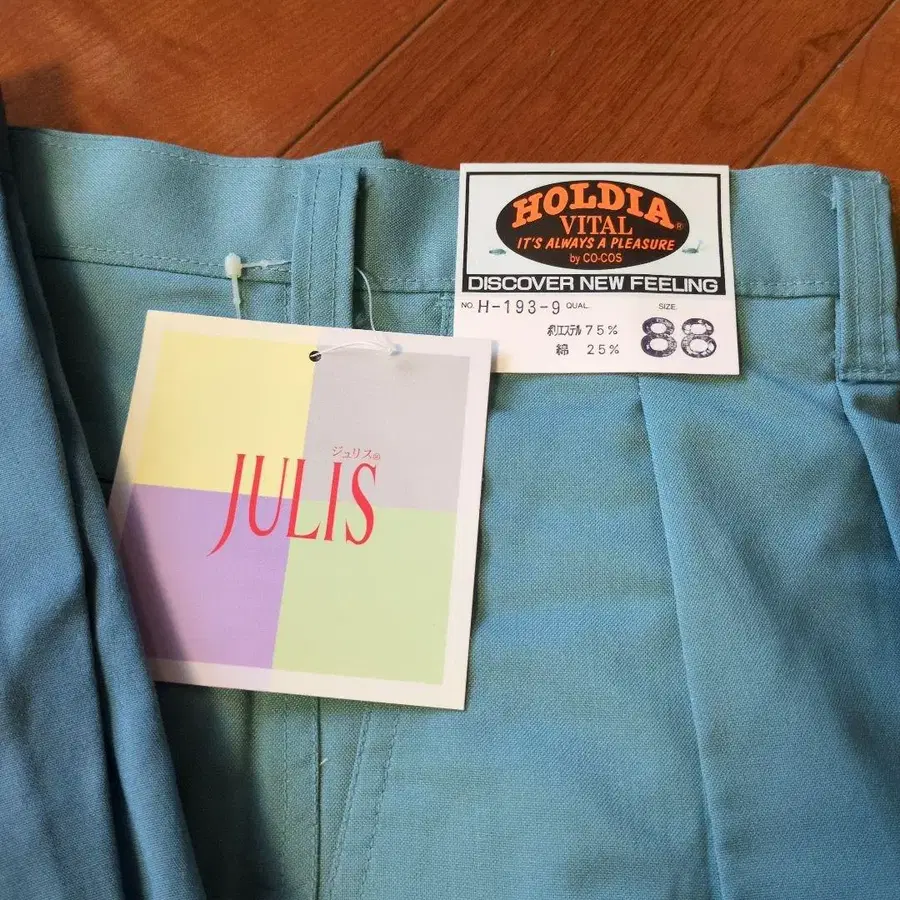 HOLDIA®
VITAL
IT'S ALWAYS A PLEASURE
by CO-COS
DISCOVER NEW FEELING
NO. H-193-9 QUAL. SIZE
ポリエステル 75%
綿 25%
88
ジュリス®
JULIS